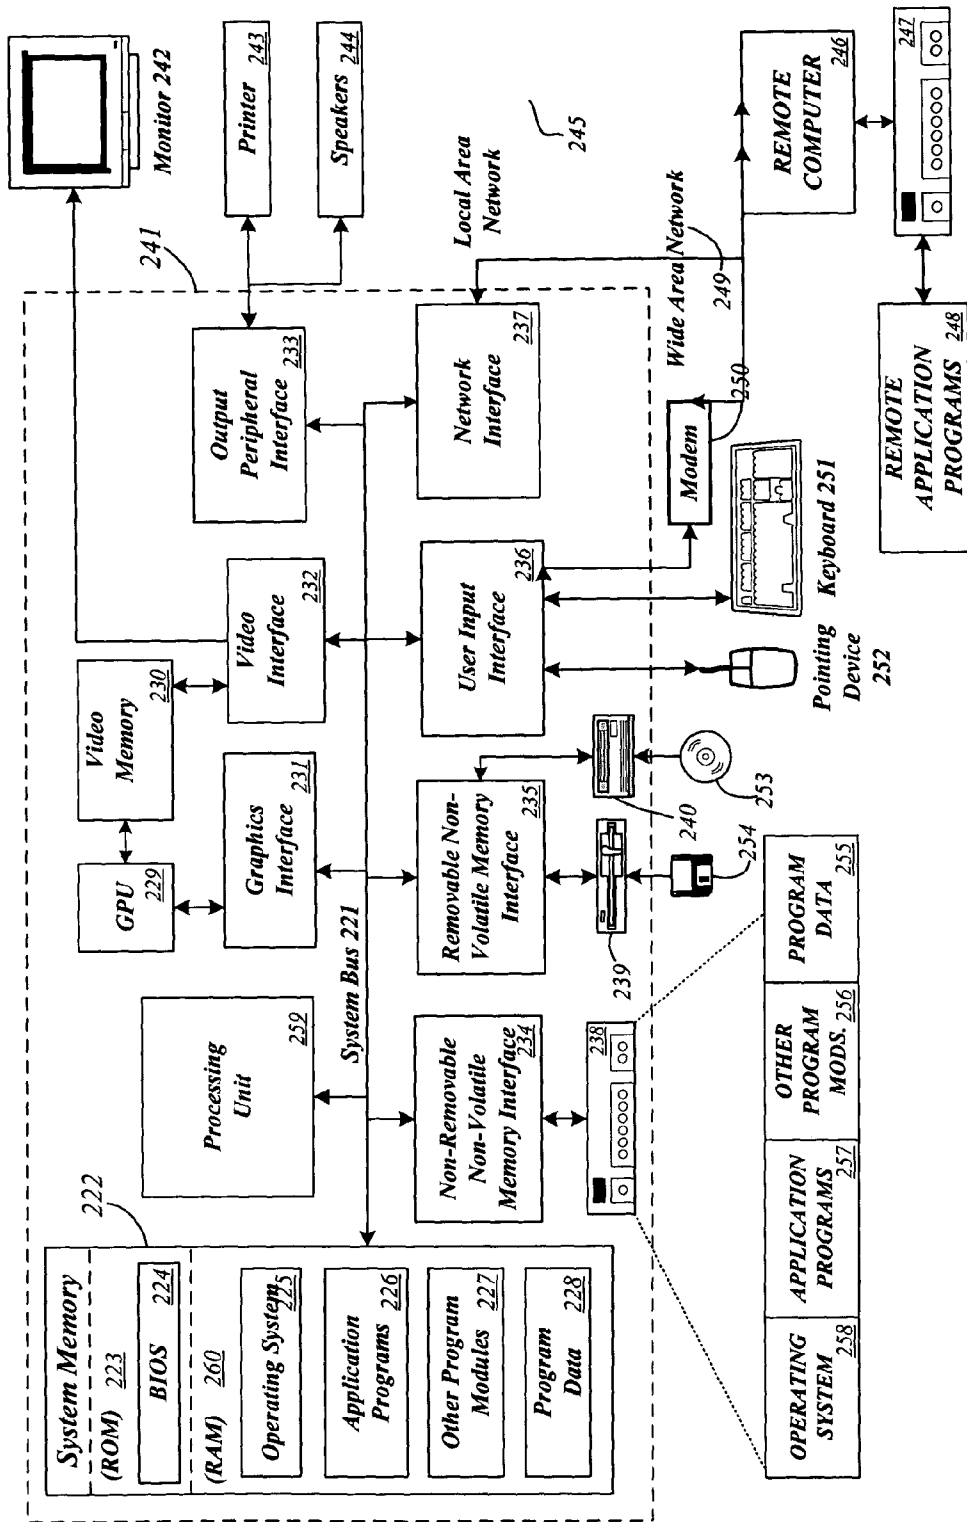 System Memory
(ROM) 223
BIOS 224
222
(RAM) 260
Operating System 225
Application
Programs 226
Other Program
Modules 227
Program
Data 228
Processing
Unit
259
System Bus 221
GPU
229
Video
Memory
230
Graphics
Interface
231
Video
Interface
232
Output
Peripheral
Interface
233
241
Monitor 242
Printer 243
Speakers 244
Non-Removable
Non-Volatile
Memory Interface
234
Removable Non-
Volatile Memory
Interface
235
User Input
Interface
236
Network
Interface
237
Local Area
Network
245
Wide Area Network
249
Modem
250
238
239
240
254
253
Pointing
Device
252
Keyboard 251
REMOTE
COMPUTER
246
247
REMOTE
APPLICATION
PROGRAMS
248
OPERATING
SYSTEM
258
APPLICATION
PROGRAMS
257
OTHER
PROGRAM
MODS.
256
PROGRAM
DATA
255